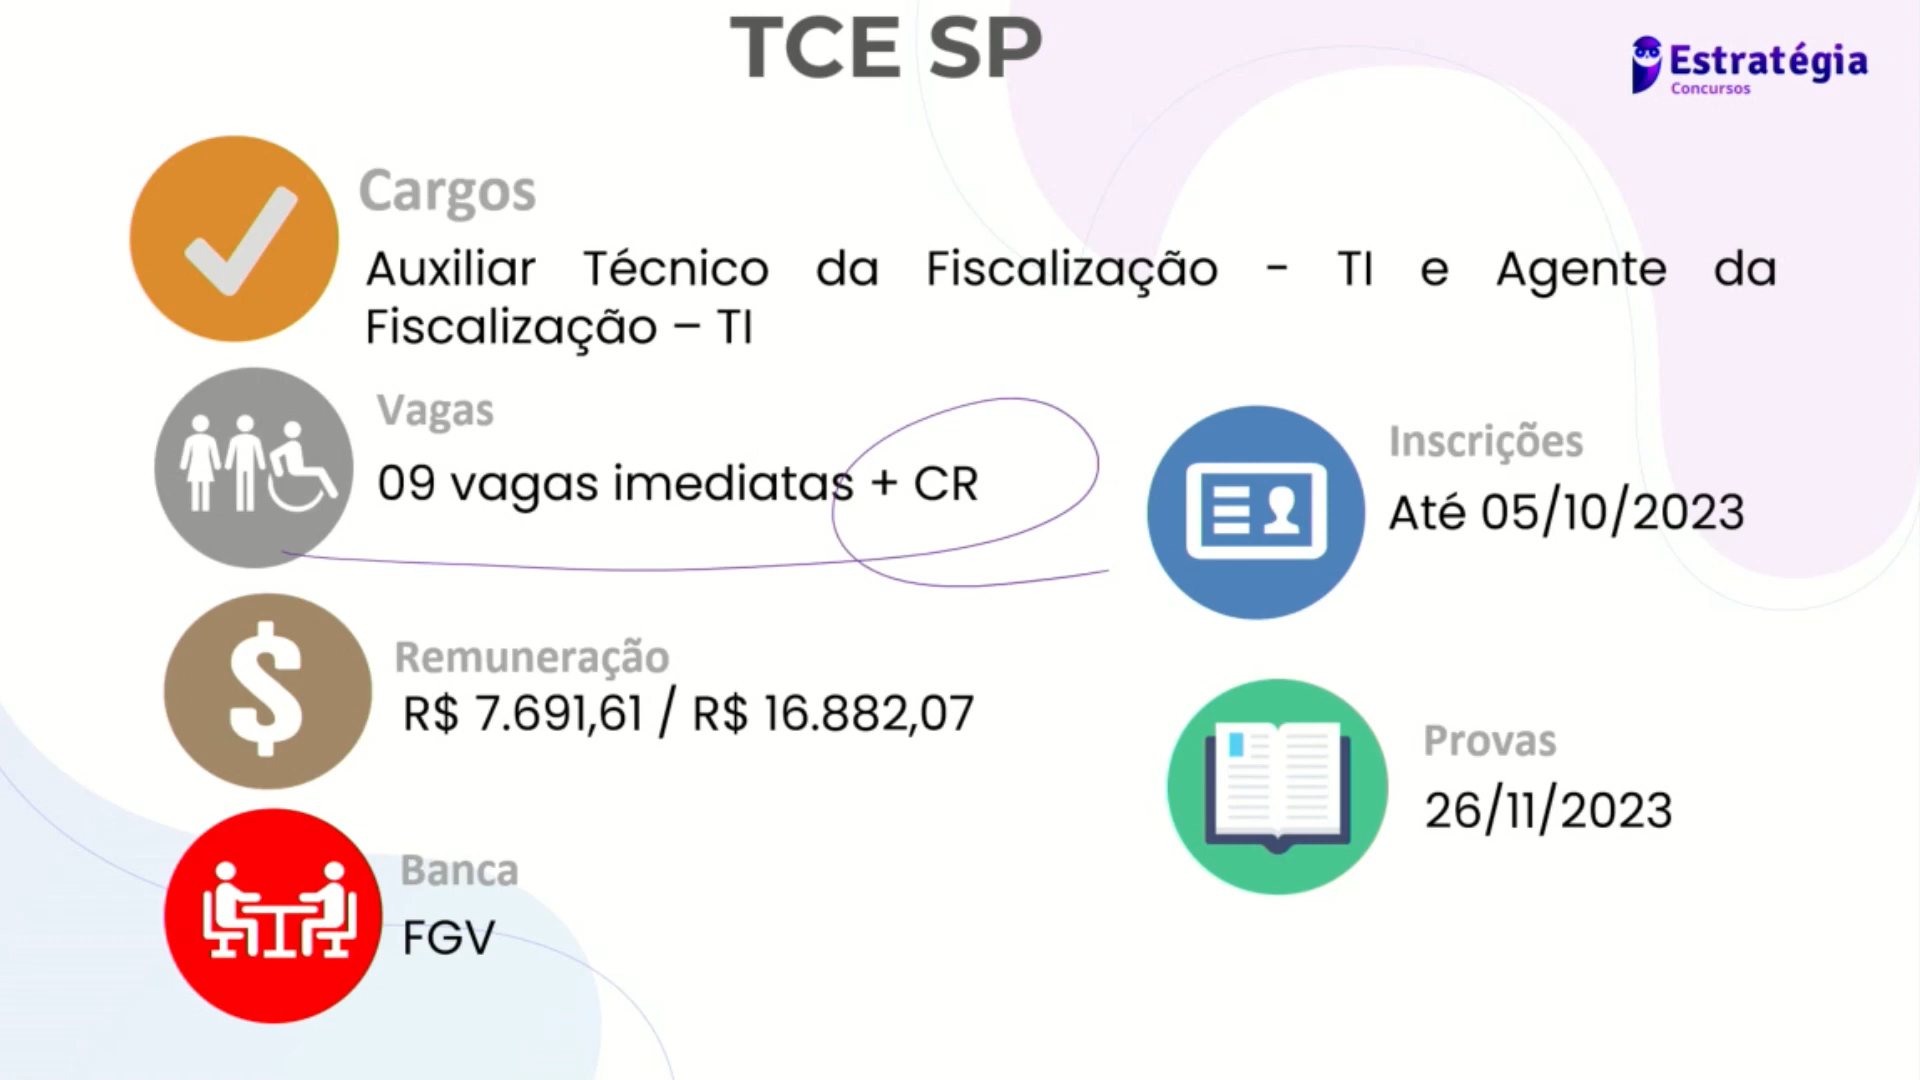 TCE SP
Estratégia
Concursos
Cargos
Auxiliar Técnico da Fiscalização - TI e Agente da
Fiscalização – TI
Vagas
09 vagas imediatas + CR
Inscrições
Até 05/10/2023
Remuneração
R$ 7.691,61 / R$ 16.882,07
Provas
26/11/2023
Banca
FGV